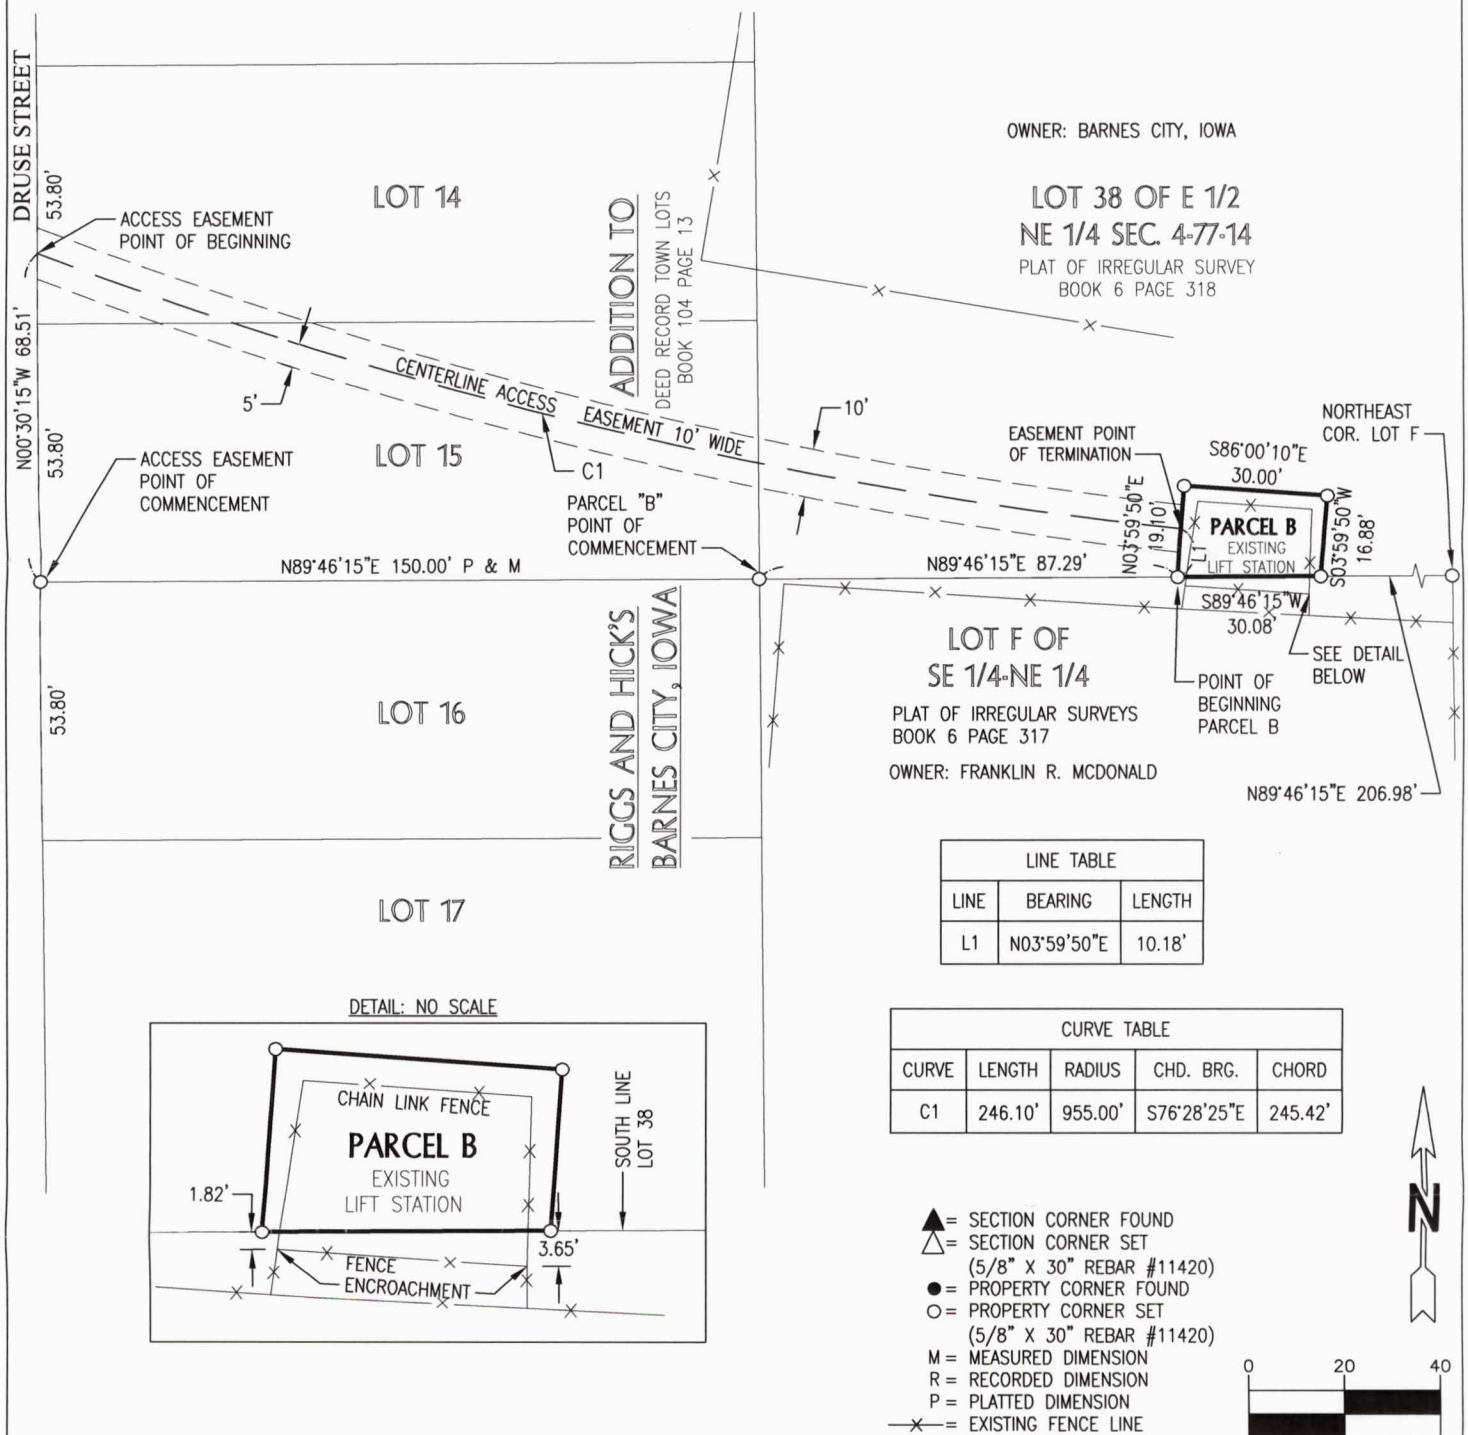 DRUSE STREET
53.80'
ACCESS EASEMENT
POINT OF BEGINNING
LOT 14
ADDITION TO
DEED RECORD TOWN LOTS
BOOK 104 PAGE 13
OWNER: BARNES CITY, IOWA
LOT 38 OF E 1/2
NE 1/4 SEC. 4-77-14
PLAT OF IRREGULAR SURVEY
BOOK 6 PAGE 318
N00°30'15"W 68.51'
53.80'
5'
CENTERLINE ACCESS EASEMENT 10' WIDE
10'
C1
LOT 15
ACCESS EASEMENT
POINT OF
COMMENCEMENT
PARCEL "B"
POINT OF
COMMENCEMENT
EASEMENT POINT
OF TERMINATION
NORTHEAST
COR. LOT F
S86°00'10"E
30.00'
N03°59'50"E
19.10'
L1
PARCEL B
EXISTING
LIFT STATION
S03°59'50"W
16.88'
N89°46'15"E 150.00' P & M
N89°46'15"E 87.29'
S89°46'15"W
30.08'
SEE DETAIL
BELOW
POINT OF
BEGINNING
PARCEL B
N89°46'15"E 206.98'
53.80'
LOT 16
RIGGS AND HICK'S
BARNES CITY, IOWA
LOT F OF
SE 1/4-NE 1/4
PLAT OF IRREGULAR SURVEYS
BOOK 6 PAGE 317
OWNER: FRANKLIN R. MCDONALD
LOT 17
LINE TABLE
LINE BEARING LENGTH
L1 N03°59'50"E 10.18'
CURVE TABLE
CURVE LENGTH RADIUS CHD. BRG. CHORD
C1 246.10' 955.00' S76°28'25"E 245.42'
DETAIL: NO SCALE
CHAIN LINK FENCE
PARCEL B
EXISTING
LIFT STATION
1.82'
3.65'
SOUTH LINE
LOT 38
FENCE
ENCROACHMENT
N
= SECTION CORNER FOUND
= SECTION CORNER SET
(5/8" X 30" REBAR #11420)
= PROPERTY CORNER FOUND
= PROPERTY CORNER SET
(5/8" X 30" REBAR #11420)
M = MEASURED DIMENSION
R = RECORDED DIMENSION
P = PLATTED DIMENSION
= EXISTING FENCE LINE
0 20 40